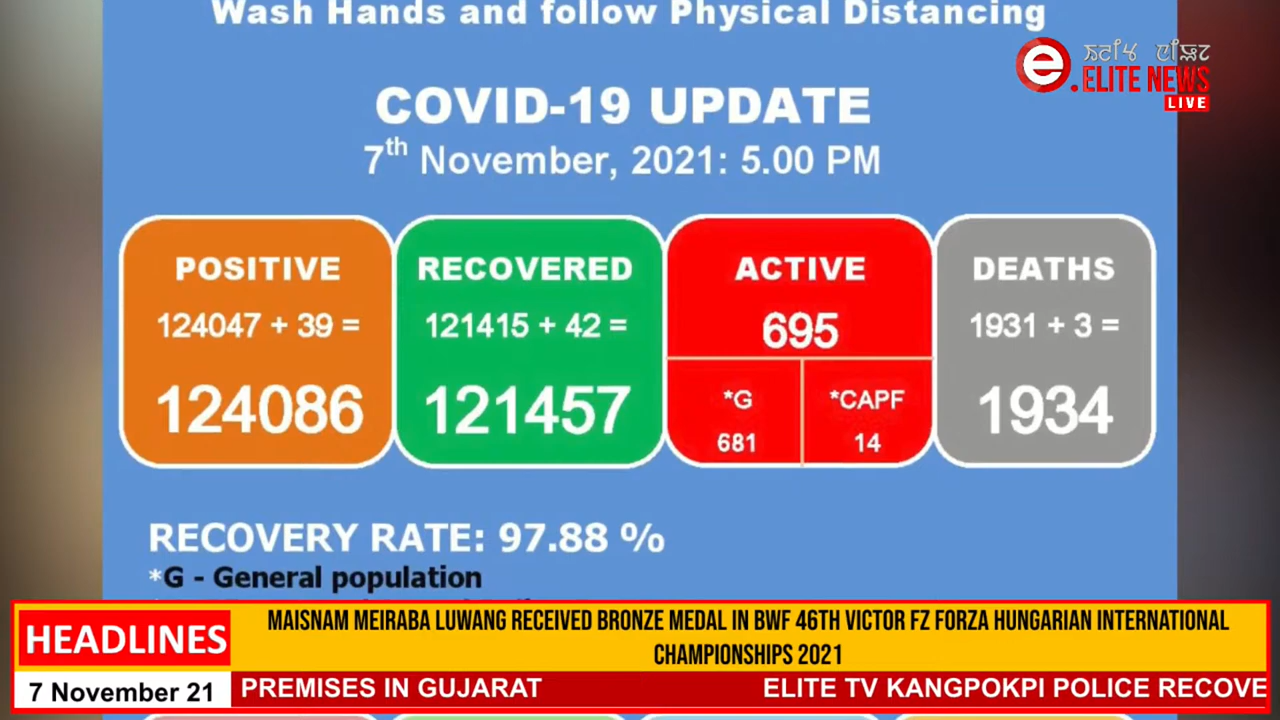 Wash Hands and follow Physical Distancing
ꯏꯂꯥꯏꯠ ꯇꯤꯚꯤ
e. ELITE NEWS
LIVE
COVID-19 UPDATE
7th November, 2021: 5.00 PM
POSITIVE
124047 + 39 =
124086
RECOVERED
121415 + 42 =
121457
ACTIVE
695
*G
681
*CAPF
14
DEATHS
1931 + 3 =
1934
RECOVERY RATE: 97.88 %
*G - General population
HEADLINES
MAISNAM MEIRABA LUWANG RECEIVED BRONZE MEDAL IN BWF 46TH VICTOR FZ FORZA HUNGARIAN INTERNATIONAL
CHAMPIONSHIPS 2021
7 November 21
PREMISES IN GUJARAT ELITE TV KANGPOKPI POLICE RECOVE